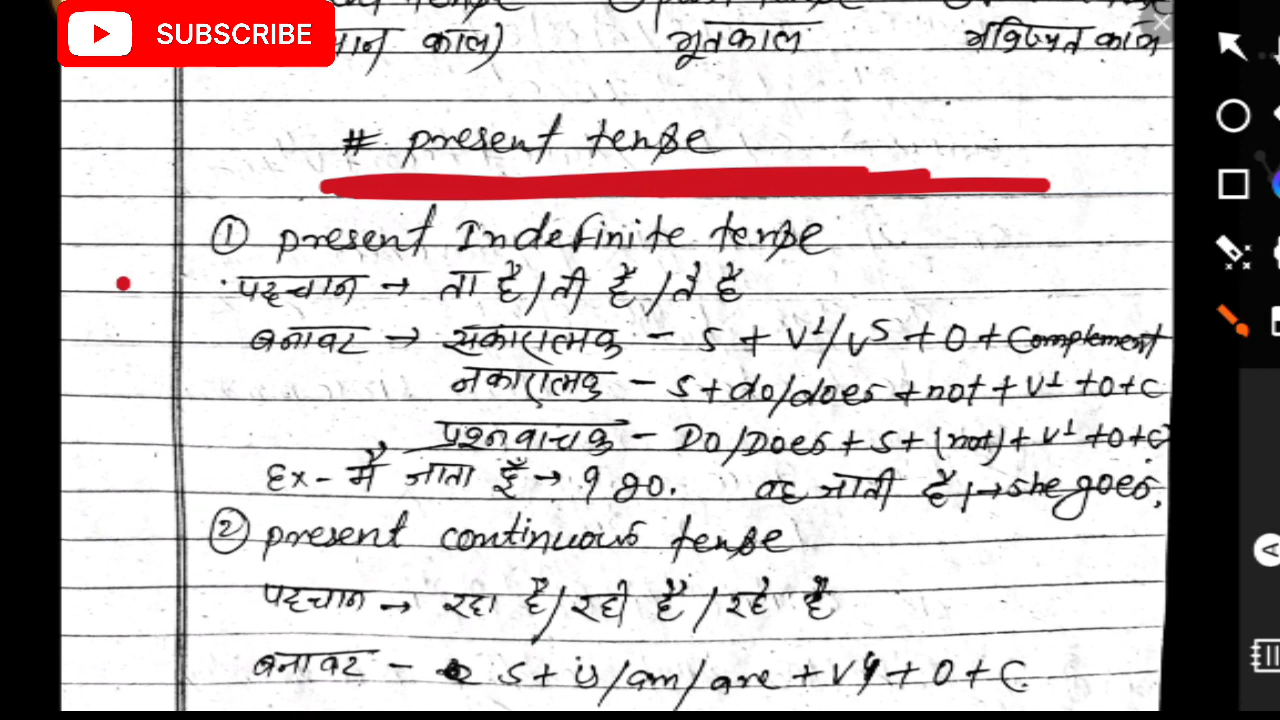 SUBSCRIBE
काल) भूतकाल भविष्यत काल
# present tense
① present Indefinite tense
पहचान → ता है/ती है/ते हैं
बनावट → सकारात्मक - S + V1/V5 + O + Complement
नकारात्मक - S + do/does + not + V1 + O + C
प्रश्नवाचक - Do/Does + S + (not) + V1 + O + C
Ex - मैं जाता हूँ → I go. वह जाती है। → she goes.
② present continuous tense
पहचान → रहा है/रही है/रहे हैं
बनावट - S + is/am/are + V4 + O + C.